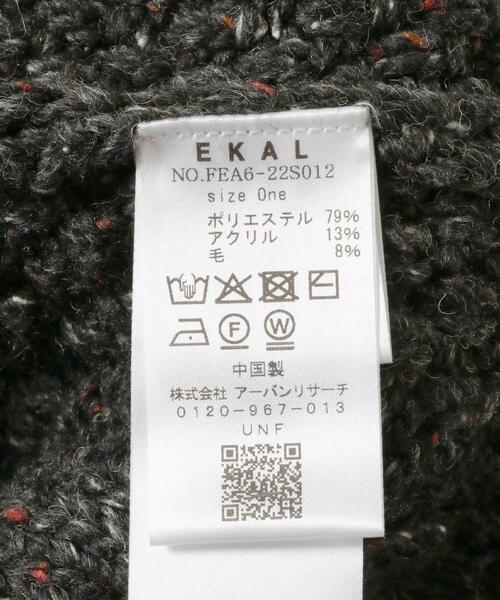 EKAL
NO.FEA6-22S012
size One
ポリエステル 79%
アクリル 13%
毛 8%
F W
中国製
株式会社 アーバンリサーチ
0120-967-013
UNF